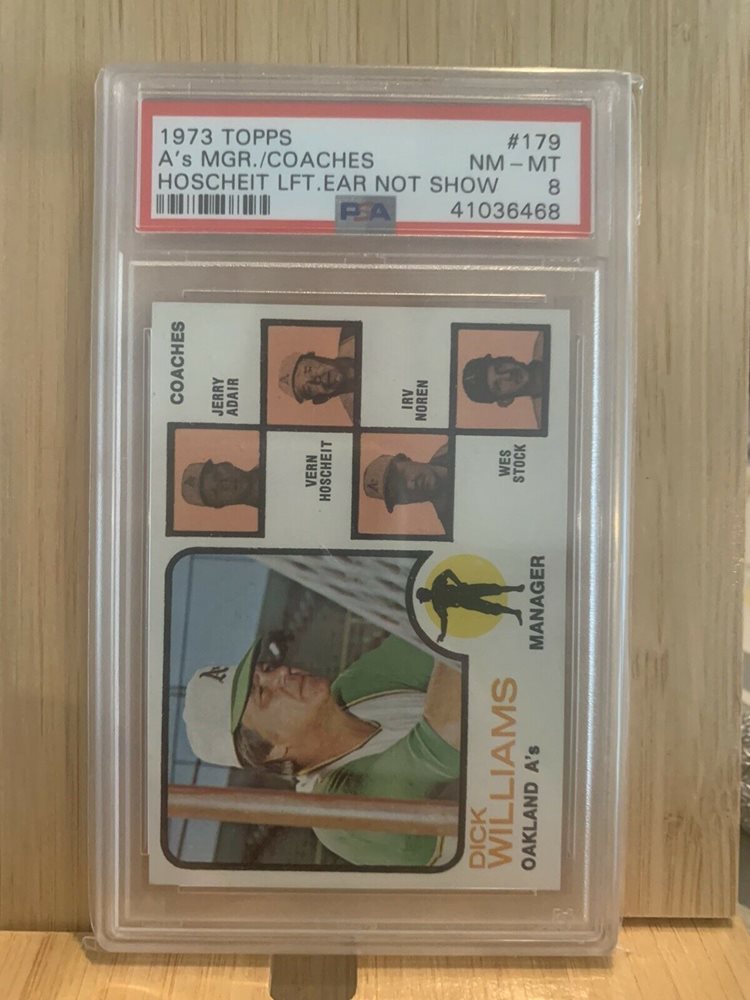 1973 TOPPS #179
A's MGR./COACHES NM - MT
HOSCHEIT LFT.EAR NOT SHOW 8
PSA 41036468
COACHES
JERRY
ADAIR
VERN
HOSCHEIT
IRV
NOREN
WES
STOCK
MANAGER
DICK
WILLIAMS
OAKLAND A's